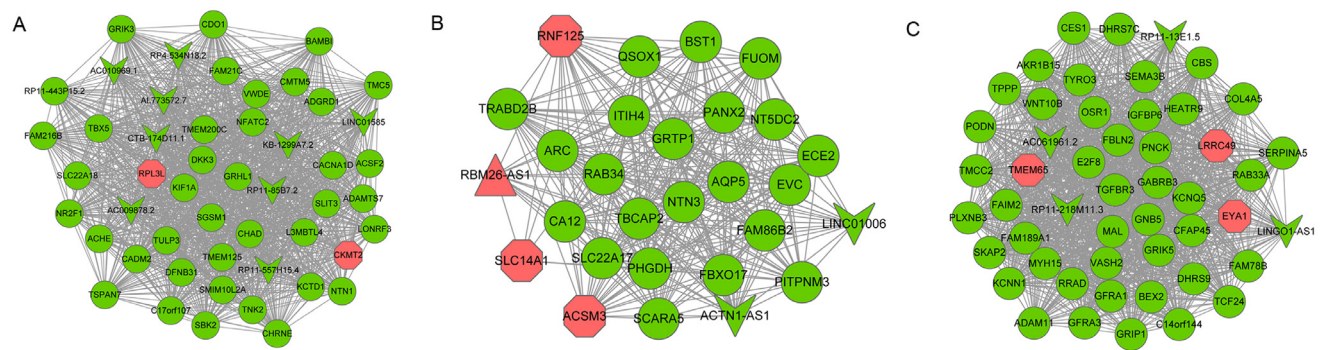 A
GRIK3
CDO1
BAMBI
RP4-534N18.2
AC010969.1
FAM21C
CMTM5
TMC5
RP11-443P15.2
AI.773572.7
VWDE
ADGRD1
FAM216B
TBX5
NFATC2
LINC01585
CTB-174D11.1
TMEM200C
KB-1299A7.2
DKK3
CACNA1D
ACSF2
SLC22A18
RPL3L
GRHL1
KIF1A
RP11-85B7.2
SLIT3
ADAMTS7
NR2F1
AC009878.2
SGSM1
LONRF3
ACHE
TULP3
CHAD
L3MBTL4
CADM2
TMEM125
CKMT2
DFNB31
RP11-557H15.4
TSPAN7
SMIM10L2A
KCTD1
NTN1
C17orf107
TNK2
SBK2
CHRNE
B
RNF125
QSOX1
BST1
FUOM
TRABD2B
ITIH4
PANX2
NT5DC2
GRTP1
ARC
ECE2
RBM26-AS1
RAB34
AQP5
EVC
NTN3
CA12
TBCAP2
LINC01006
FAM86B2
SLC14A1
SLC22A17
PHGDH
FBXO17
PITPNM3
ACSM3
SCARA5
ACTN1-AS1
C
CES1
DHRS7C
RP11-13E1.5
AKR1B15
TYRO3
SEMA3B
CBS
TPPP
WNT10B
OSR1
IGFBP6
HEATR9
COL4A5
PODN
AC061961.2
FBLN2
PNCK
LRRC49
SERPINA5
TMCC2
TMEM65
E2F8
RAB33A
TGFBR3
GABRB3
FAIM2
KCNQ5
PLXNB3
RP11-218M11.3
GNB5
EYA1
LINGO1-AS1
FAM189A1
MAL
CFAP45
SKAP2
MYH15
VASH2
GRIK5
FAM78B
KCNN1
RRAD
DHRS9
GFRA1
BEX2
TCF24
ADAM11
GFRA3
GRIP1
C14orf144